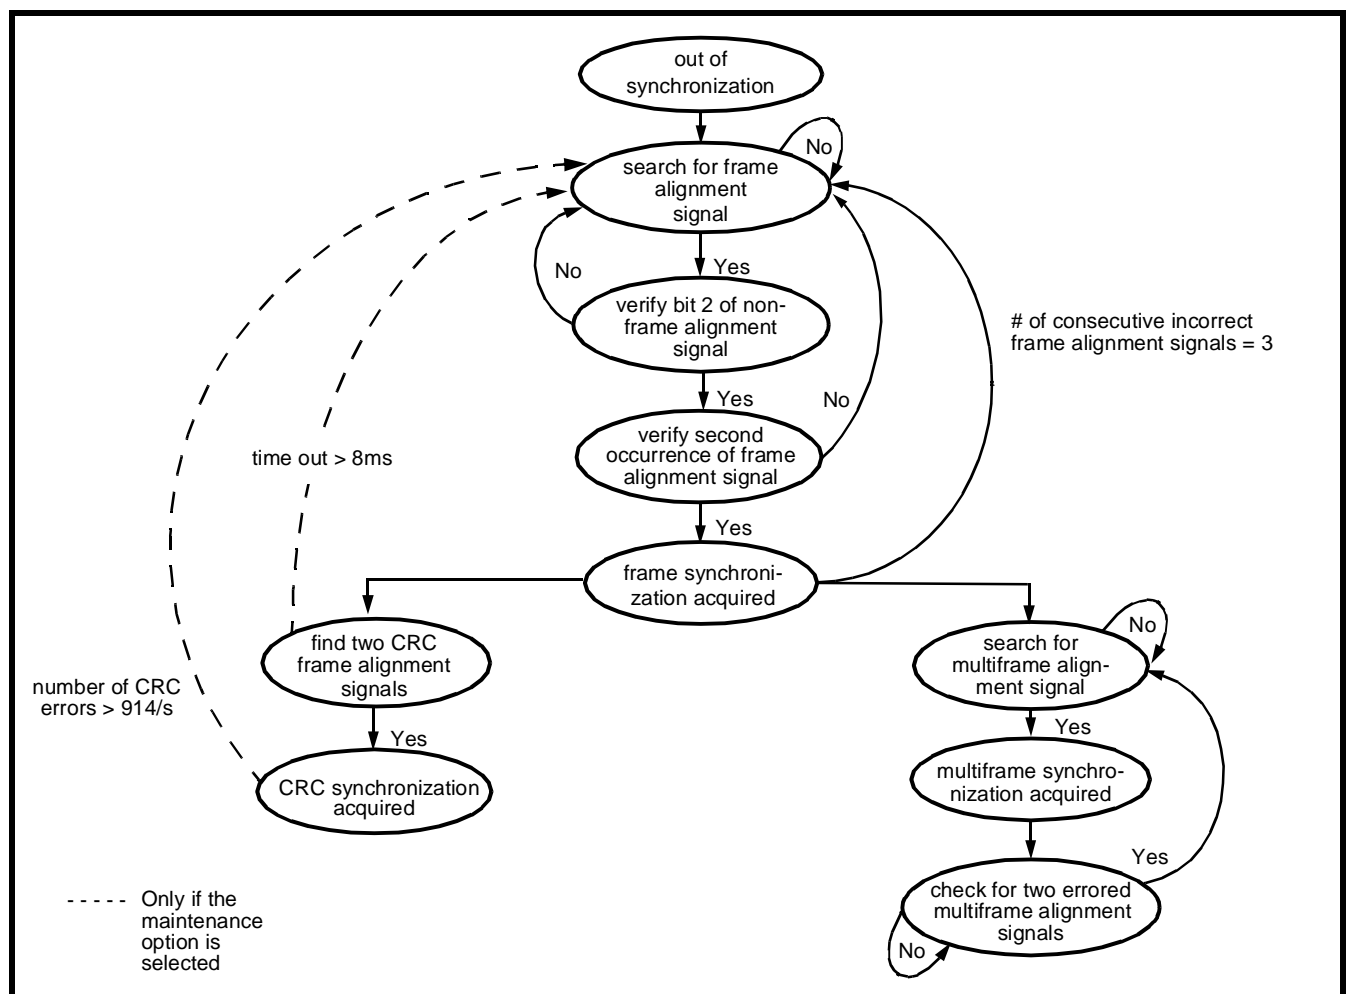 out of
synchronization
No
search for frame
alignment
signal
Yes
No
verify bit 2 of non-
frame alignment
signal
# of consecutive incorrect
frame alignment signals = 3
Yes
No
verify second
occurrence of frame
alignment signal
time out > 8ms
Yes
frame synchroni-
zation acquired
find two CRC
frame alignment
signals
No
search for
multiframe align-
ment signal
number of CRC
errors > 914/s
Yes
Yes
CRC synchronization
acquired
multiframe synchro-
nization acquired
Yes
check for two errored
multiframe alignment
signals
No
- - - - - Only if the
maintenance
option is
selected